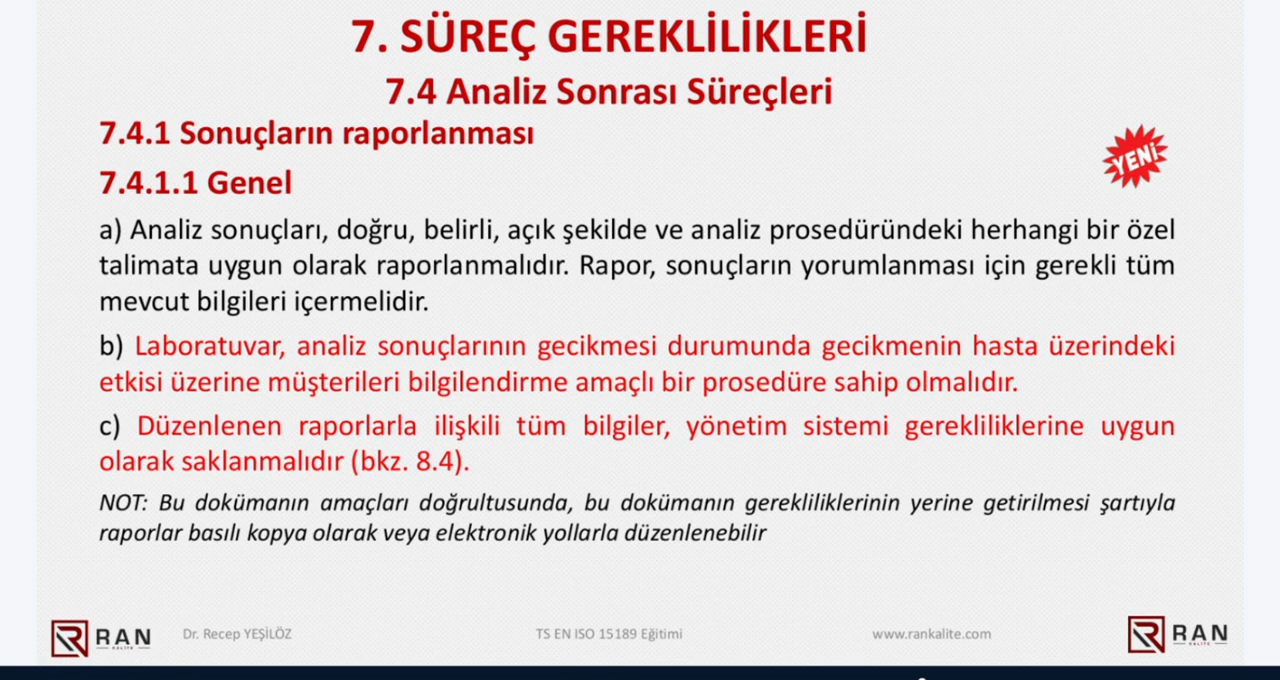 7. SÜREÇ GEREKLİLİKLERİ
7.4 Analiz Sonrası Süreçleri
7.4.1 Sonuçların raporlanması
YENİ
7.4.1.1 Genel
a) Analiz sonuçları, doğru, belirli, açık şekilde ve analiz prosedüründeki herhangi bir özel
talimata uygun olarak raporlanmalıdır. Rapor, sonuçların yorumlanması için gerekli tüm
mevcut bilgileri içermelidir.
b) Laboratuvar, analiz sonuçlarının gecikmesi durumunda gecikmenin hasta üzerindeki
etkisi üzerine müşterileri bilgilendirme amaçlı bir prosedüre sahip olmalıdır.
c) Düzenlenen raporlarla ilişkili tüm bilgiler, yönetim sistemi gerekliliklerine uygun
olarak saklanmalıdır (bkz. 8.4).
NOT: Bu dokümanın amaçları doğrultusunda, bu dokümanın gerekliliklerinin yerine getirilmesi şartıyla
raporlar basılı kopya olarak veya elektronik yollarla düzenlenebilir
RAN
KALİTE
Dr. Recep YEŞİLÖZ
TS EN ISO 15189 Eğitimi
www.rankalite.com
RAN
KALİTE